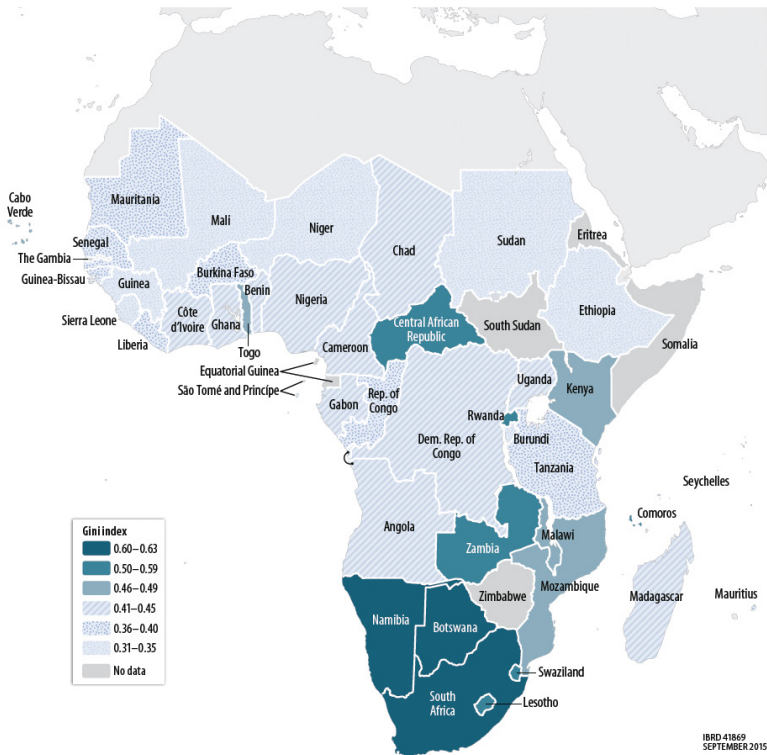 Cabo
Verde
Mauritania
Mali
Niger
Chad
Sudan
Eritrea
Senegal
The Gambia
Guinea-Bissau
Guinea
Burkina Faso
Benin
Nigeria
Ethiopia
Sierra Leone
Côte
d'Ivoire
Ghana
Central African
Republic
South Sudan
Somalia
Liberia
Togo
Cameroon
Equatorial Guinea
São Tomé and Príncipe
Gabon
Rep. of
Congo
Uganda
Kenya
Rwanda
Dem. Rep. of
Congo
Burundi
Tanzania
Seychelles
Comoros
Angola
Zambia
Malawi
Mozambique
Zimbabwe
Madagascar
Mauritius
Namibia
Botswana
Swaziland
South
Africa
Lesotho
Gini index
0.60–0.63
0.50–0.59
0.46–0.49
0.41–0.45
0.36–0.40
0.31–0.35
No data
IBRD 41869
SEPTEMBER 2015